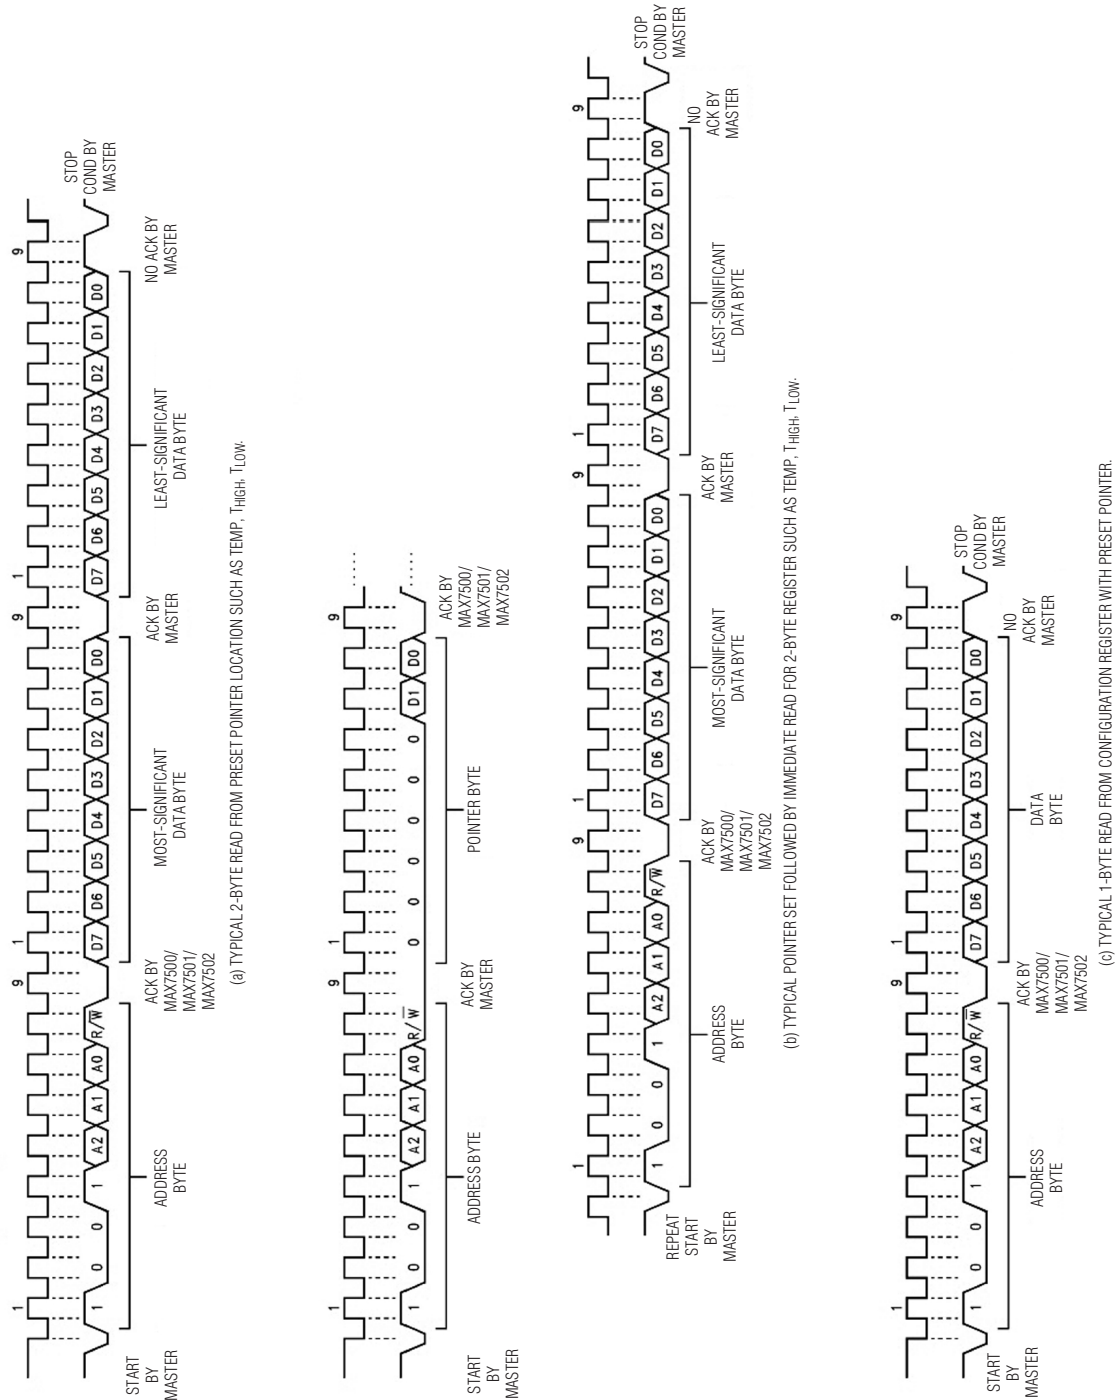 1 9 1 9 1 9
1 0 0 1 A2 A1 A0 R/W̅ D7 D6 D5 D4 D3 D2 D1 D0 D7 D6 D5 D4 D3 D2 D1 D0
START
BY
MASTER
ADDRESS
BYTE
ACK BY
MAX7500/
MAX7501/
MAX7502
MOST-SIGNIFICANT
DATA BYTE
ACK BY
MASTER
LEAST-SIGNIFICANT
DATA BYTE
NO ACK BY
MASTER
STOP
COND BY
MASTER
(a) TYPICAL 2-BYTE READ FROM PRESET POINTER LOCATION SUCH AS TEMP, THIGH, TLOW.
1 9 1 9
1 0 0 1 A2 A1 A0 R/W̅ 0 0 0 0 0 0 D1 D0
START
BY
MASTER
ADDRESS BYTE
ACK BY
MASTER
POINTER BYTE
ACK BY
MAX7500/
MAX7501/
MAX7502
1 9 1 9 1 9
1 0 0 1 A2 A1 A0 R/W̅ D7 D6 D5 D4 D3 D2 D1 D0 D7 D6 D5 D4 D3 D2 D1 D0
REPEAT
START
BY
MASTER
ADDRESS
BYTE
ACK BY
MAX7500/
MAX7501/
MAX7502
MOST-SIGNIFICANT
DATA BYTE
ACK BY
MASTER
LEAST-SIGNIFICANT
DATA BYTE
NO
ACK BY
MASTER
STOP
COND BY
MASTER
(b) TYPICAL POINTER SET FOLLOWED BY IMMEDIATE READ FOR 2-BYTE REGISTER SUCH AS TEMP, THIGH, TLOW.
1 9 1 9
1 0 0 1 A2 A1 A0 R/W̅ D7 D6 D5 D4 D3 D2 D1 D0
START
BY
MASTER
ADDRESS
BYTE
ACK BY
MAX7500/
MAX7501/
MAX7502
DATA
BYTE
NO
ACK BY
MASTER
STOP
COND BY
MASTER
(c) TYPICAL 1-BYTE READ FROM CONFIGURATION REGISTER WITH PRESET POINTER.